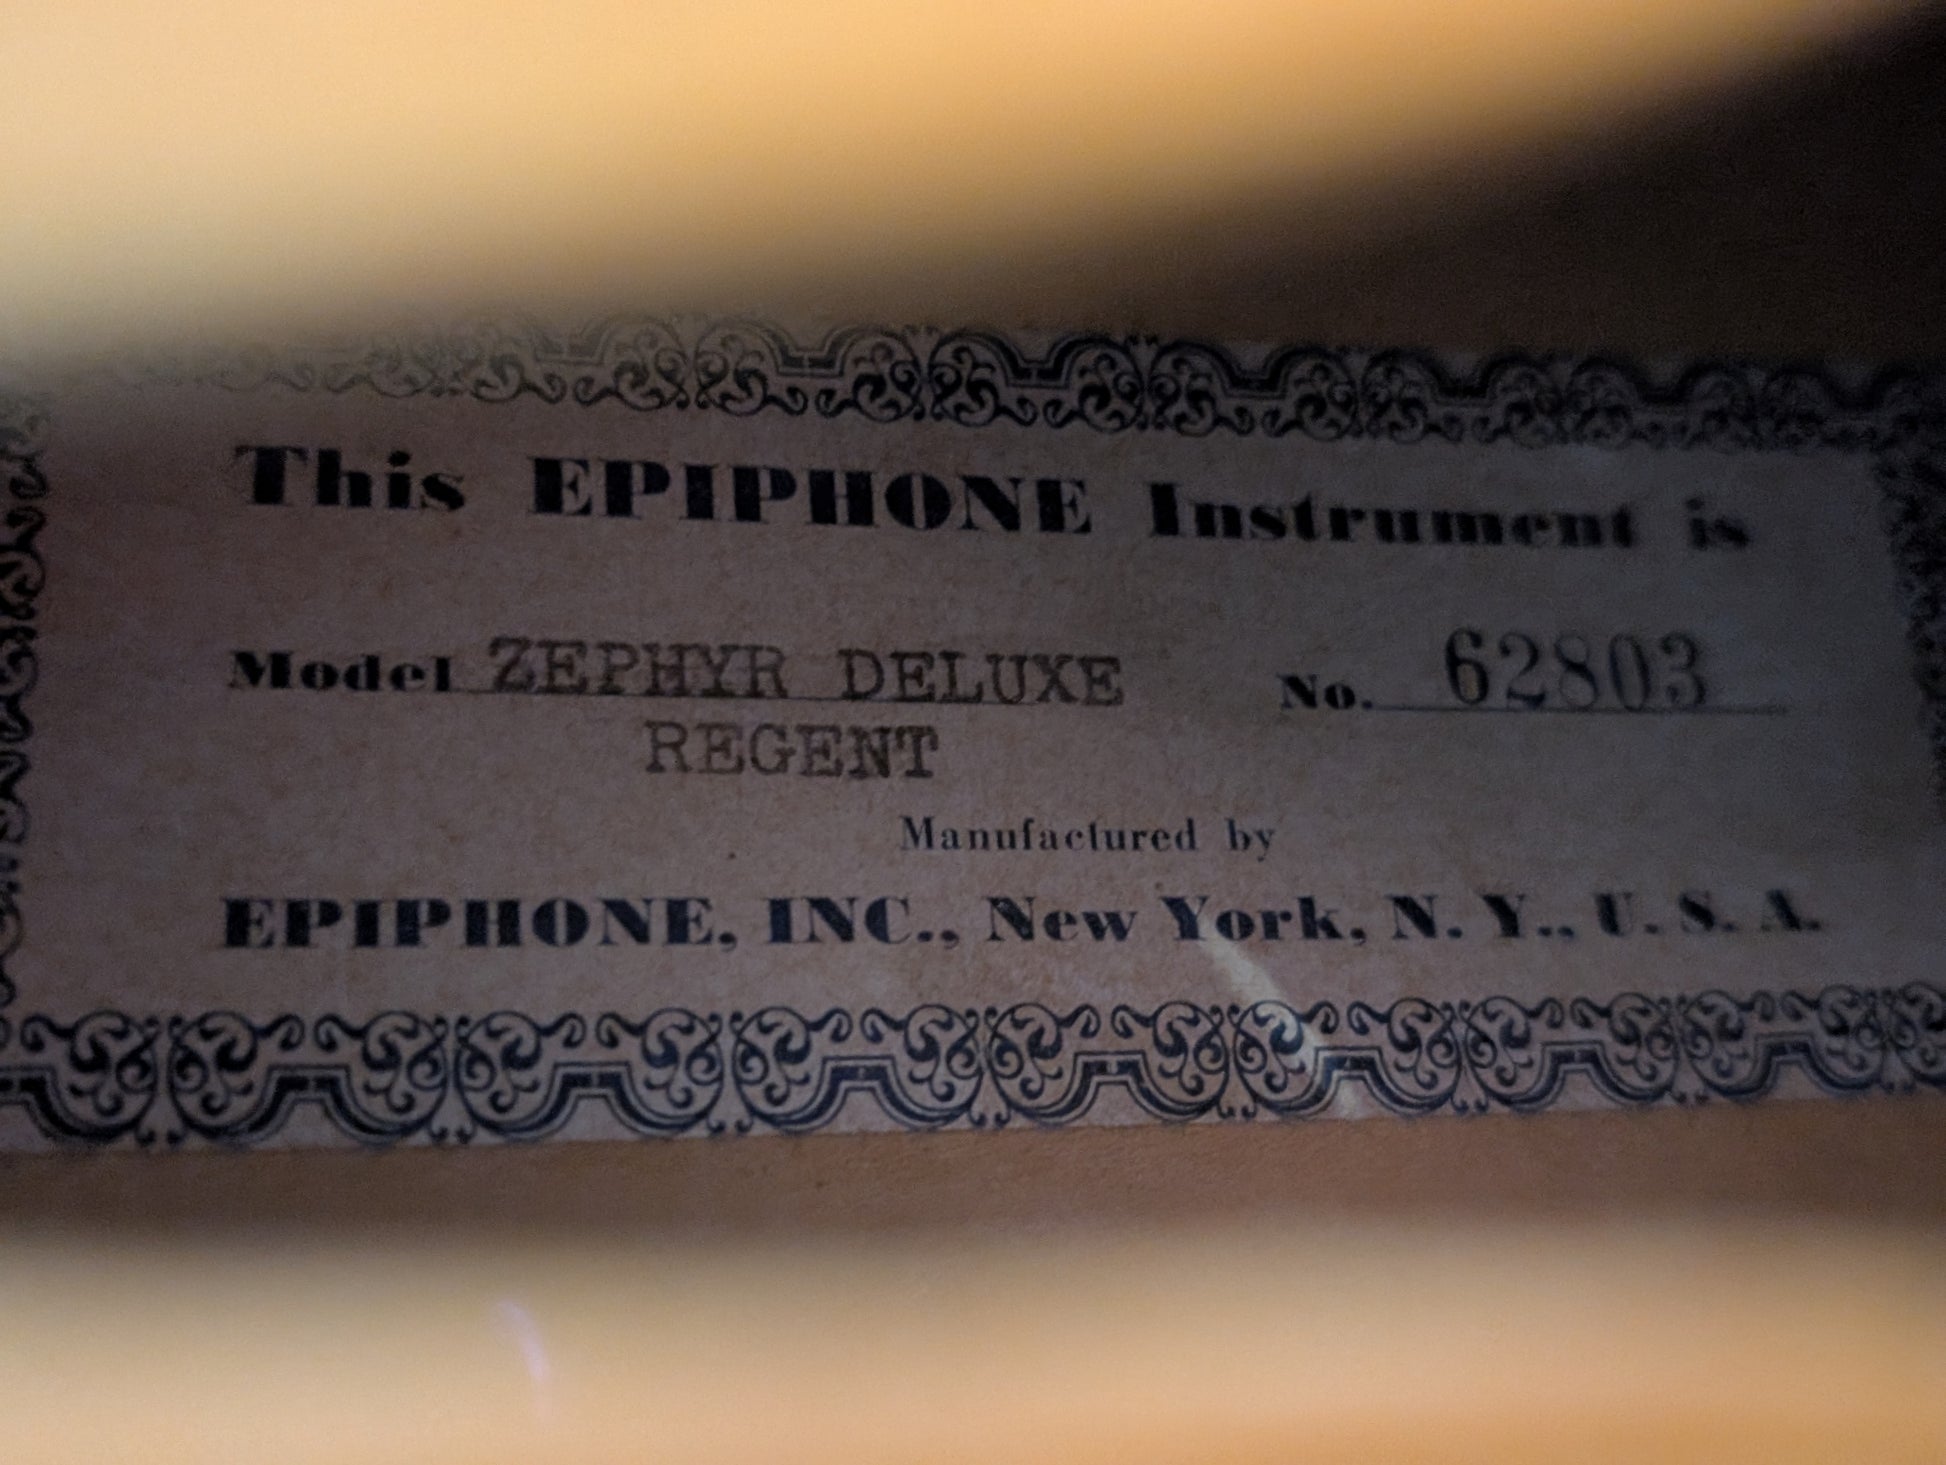 This EPIPHONE Instrument is
Model ZEPHYR DELUXE No. 62803
REGENT
Manufactured by
EPIPHONE, INC., New York, N. Y., U. S. A.